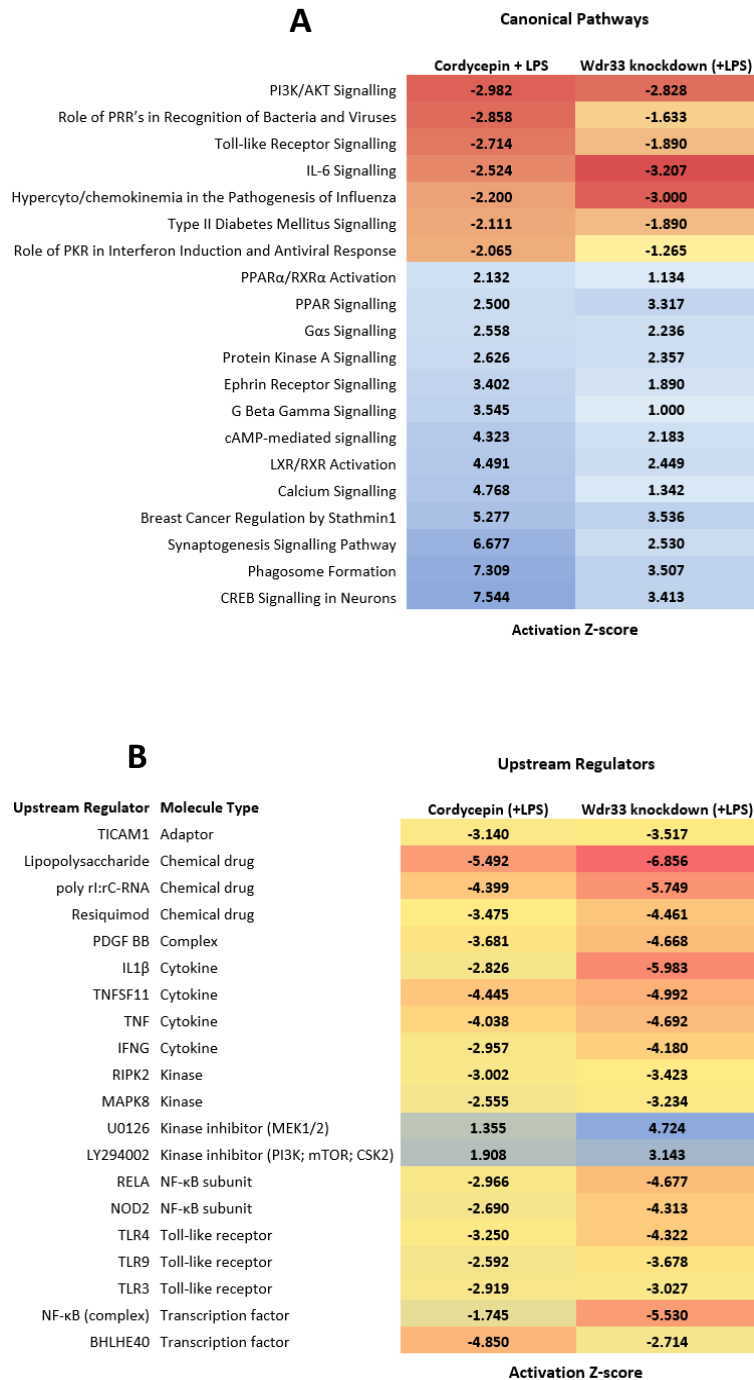 A
Canonical Pathways
Cordycepin + LPS Wdr33 knockdown (+LPS)
PI3K/AKT Signalling -2.982 -2.828
Role of PRR's in Recognition of Bacteria and Viruses -2.858 -1.633
Toll-like Receptor Signalling -2.714 -1.890
IL-6 Signalling -2.524 -3.207
Hypercyto/chemokinemia in the Pathogenesis of Influenza -2.200 -3.000
Type II Diabetes Mellitus Signalling -2.111 -1.890
Role of PKR in Interferon Induction and Antiviral Response -2.065 -1.265
PPARα/RXRα Activation 2.132 1.134
PPAR Signalling 2.500 3.317
Gαs Signalling 2.558 2.236
Protein Kinase A Signalling 2.626 2.357
Ephrin Receptor Signalling 3.402 1.890
G Beta Gamma Signalling 3.545 1.000
cAMP-mediated signalling 4.323 2.183
LXR/RXR Activation 4.491 2.449
Calcium Signalling 4.768 1.342
Breast Cancer Regulation by Stathmin1 5.277 3.536
Synaptogenesis Signalling Pathway 6.677 2.530
Phagosome Formation 7.309 3.507
CREB Signalling in Neurons 7.544 3.413
Activation Z-score
B
Upstream Regulators
Upstream Regulator Molecule Type Cordycepin (+LPS) Wdr33 knockdown (+LPS)
TICAM1 Adaptor -3.140 -3.517
Lipopolysaccharide Chemical drug -5.492 -6.856
poly rI:rC-RNA Chemical drug -4.399 -5.749
Resiquimod Chemical drug -3.475 -4.461
PDGF BB Complex -3.681 -4.668
IL1β Cytokine -2.826 -5.983
TNFSF11 Cytokine -4.445 -4.992
TNF Cytokine -4.038 -4.692
IFNG Cytokine -2.957 -4.180
RIPK2 Kinase -3.002 -3.423
MAPK8 Kinase -2.555 -3.234
U0126 Kinase inhibitor (MEK1/2) 1.355 4.724
LY294002 Kinase inhibitor (PI3K; mTOR; CSK2) 1.908 3.143
RELA NF-κB subunit -2.966 -4.677
NOD2 NF-κB subunit -2.690 -4.313
TLR4 Toll-like receptor -3.250 -4.322
TLR9 Toll-like receptor -2.592 -3.678
TLR3 Toll-like receptor -2.919 -3.027
NF-κB (complex) Transcription factor -1.745 -5.530
BHLHE40 Transcription factor -4.850 -2.714
Activation Z-score